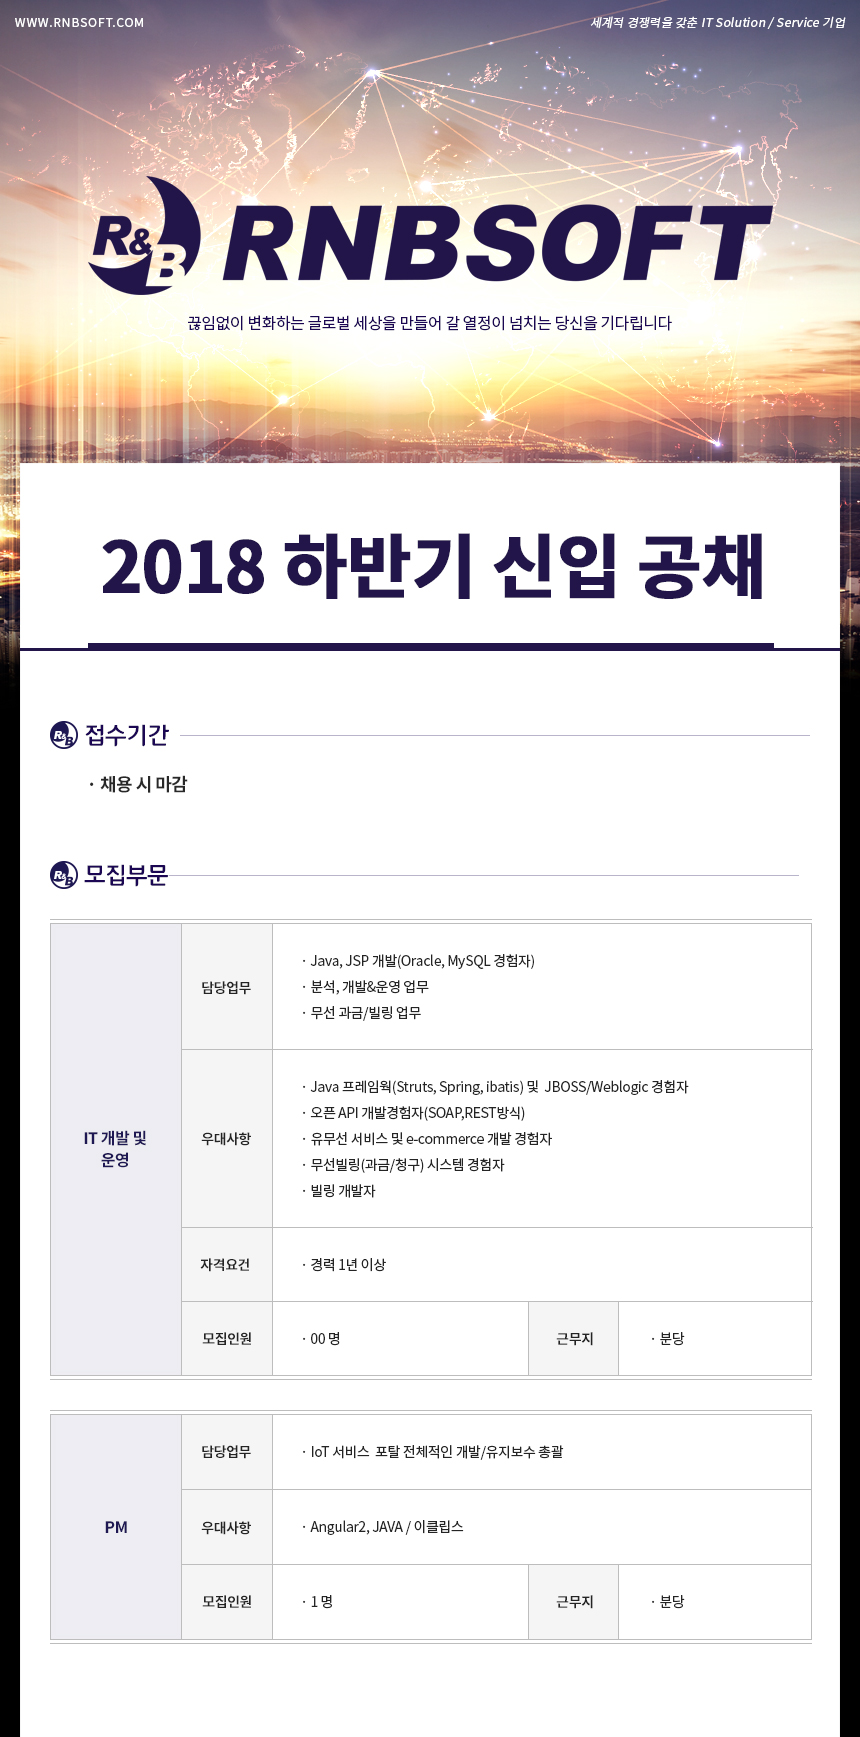 WWW.RNBSOFT.COM
세계적 경쟁력을 갖춘 IT Solution / Service 기업
R&B RNBSOFT
끊임없이 변화하는 글로벌 세상을 만들어 갈 열정이 넘치는 당신을 기다립니다
2018 하반기 신입 공채
R&B 접수기간
· 채용 시 마감
R&B 모집부문
IT 개발 및
운영
담당업무
· Java, JSP 개발(Oracle, MySQL 경험자)
· 분석, 개발&운영 업무
· 무선 과금/빌링 업무
우대사항
· Java 프레임웍(Struts, Spring, ibatis) 및 JBOSS/Weblogic 경험자
· 오픈 API 개발경험자(SOAP,REST방식)
· 유무선 서비스 및 e-commerce 개발 경험자
· 무선빌링(과금/청구) 시스템 경험자
· 빌링 개발자
자격요건
· 경력 1년 이상
모집인원
· 00 명
근무지
· 분당
PM
담당업무
· IoT 서비스 포탈 전체적인 개발/유지보수 총괄
우대사항
· Angular2, JAVA / 이클립스
모집인원
· 1 명
근무지
· 분당